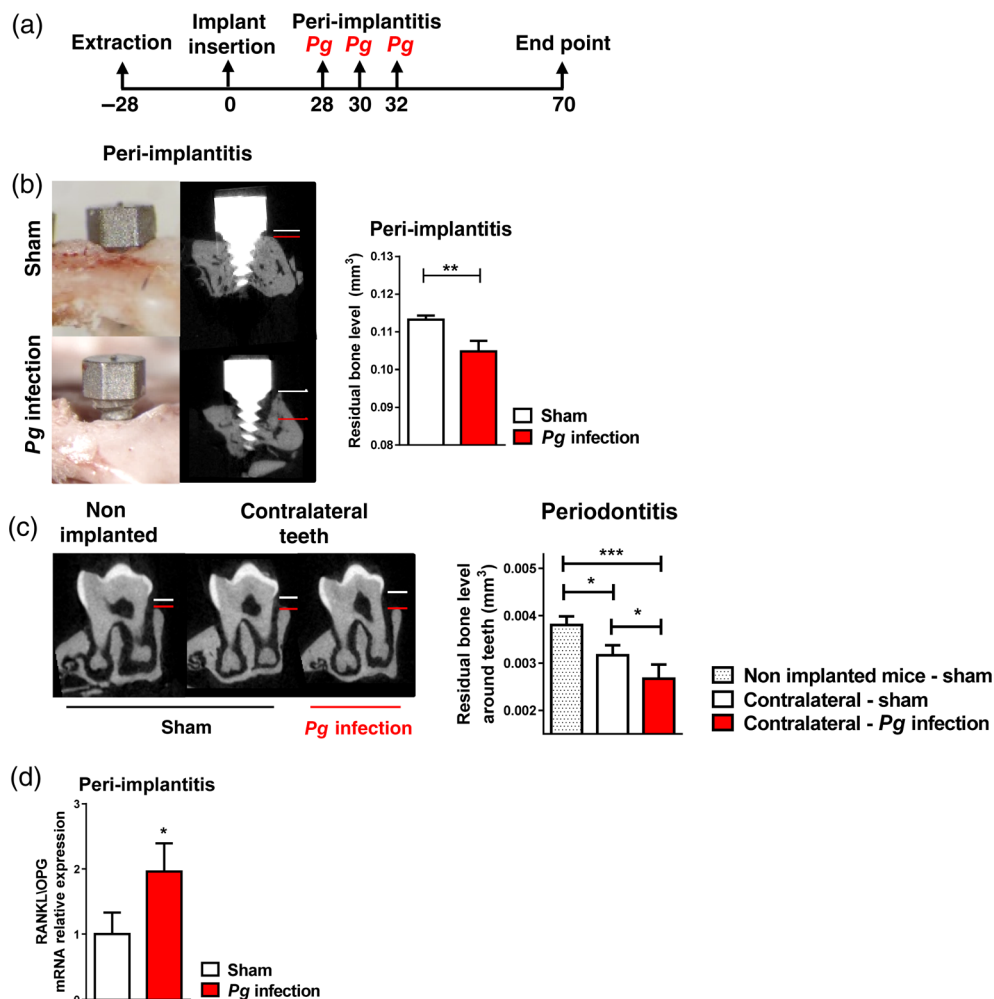 (a)
Extraction
Implant
insertion
Peri-implantitis
Pg Pg Pg
End point
–28 0 28 30 32 70
Peri-implantitis
(b)
Sham
Pg infection
Peri-implantitis
Residual bone level (mm³)
0.13
0.12
0.11
0.10
0.09
0.08
**
Sham
Pg infection
(c)
Non
implanted
Contralateral
teeth
Sham
Pg infection
Periodontitis
Residual bone level
around teeth (mm³)
0.005
0.004
0.003
0.002
***
*
*
Non implanted mice - sham
Contralateral - sham
Contralateral - Pg infection
(d)
Peri-implantitis
RANKL\OPG
mRNA relative expression
3
2
1
0
*
Sham
Pg infection